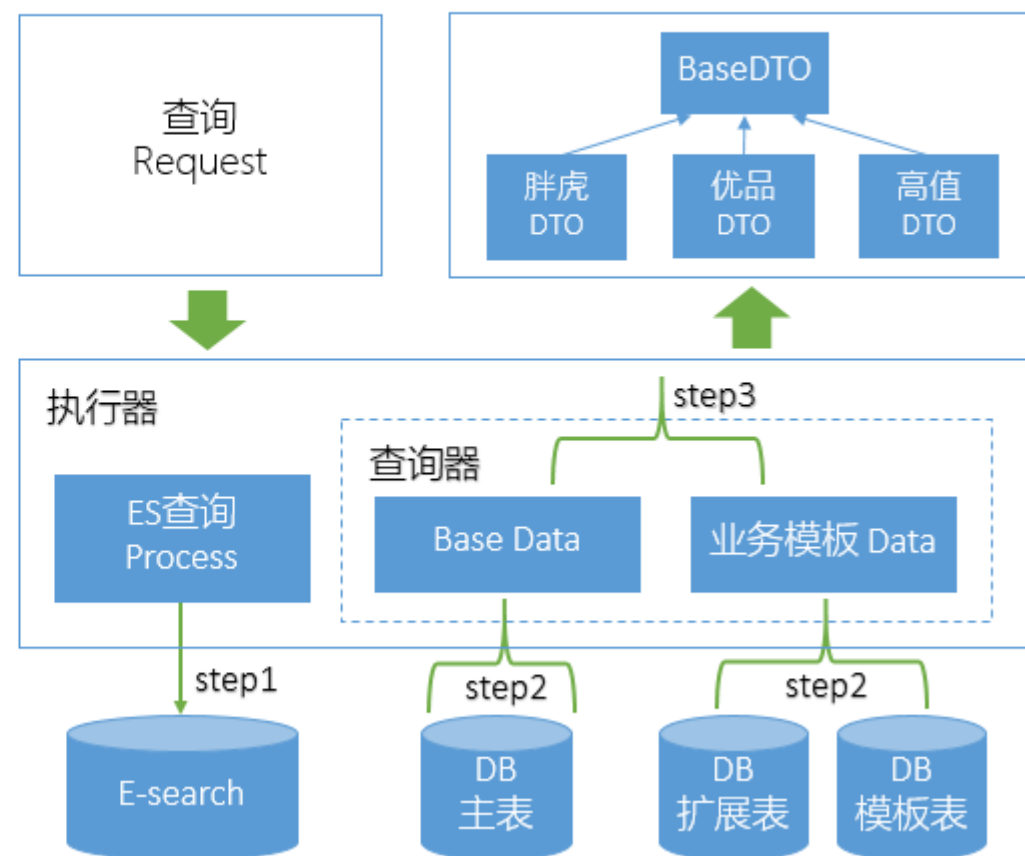 查询
Request
BaseDTO
胖虎
DTO
优品
DTO
高值
DTO
执行器
step3
查询器
ES查询
Process
Base Data
业务模板 Data
step1
step2
step2
E-search
DB
主表
DB
扩展表
DB
模板表